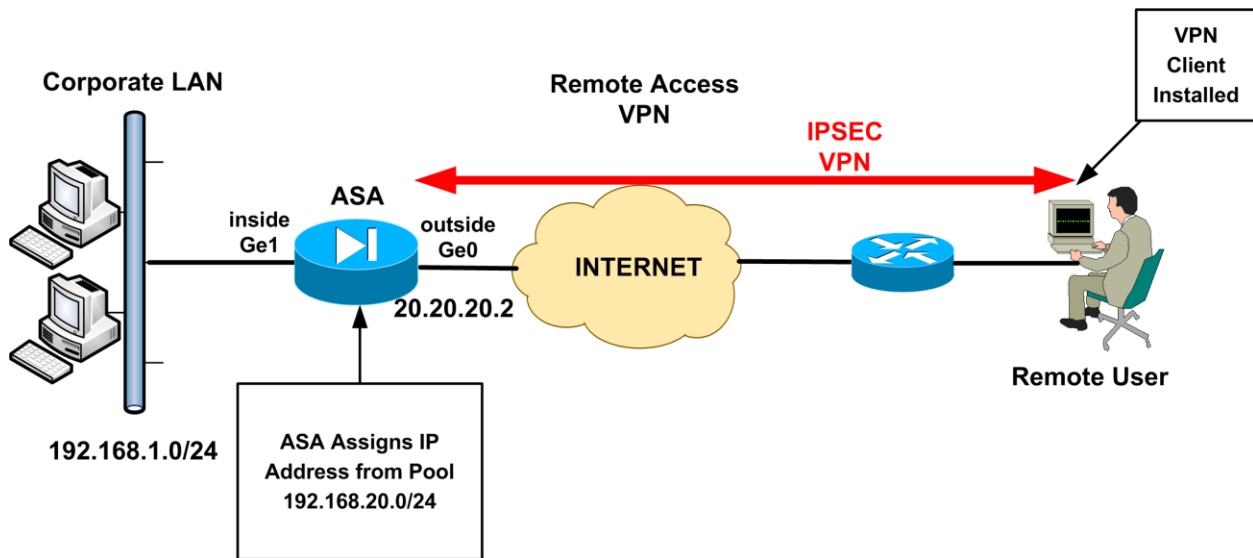 VPN
Client
Installed
Corporate LAN
Remote Access
VPN
IPSEC
VPN
ASA
inside
Ge1
outside
Ge0
INTERNET
20.20.20.2
Remote User
192.168.1.0/24
ASA Assigns IP
Address from Pool
192.168.20.0/24